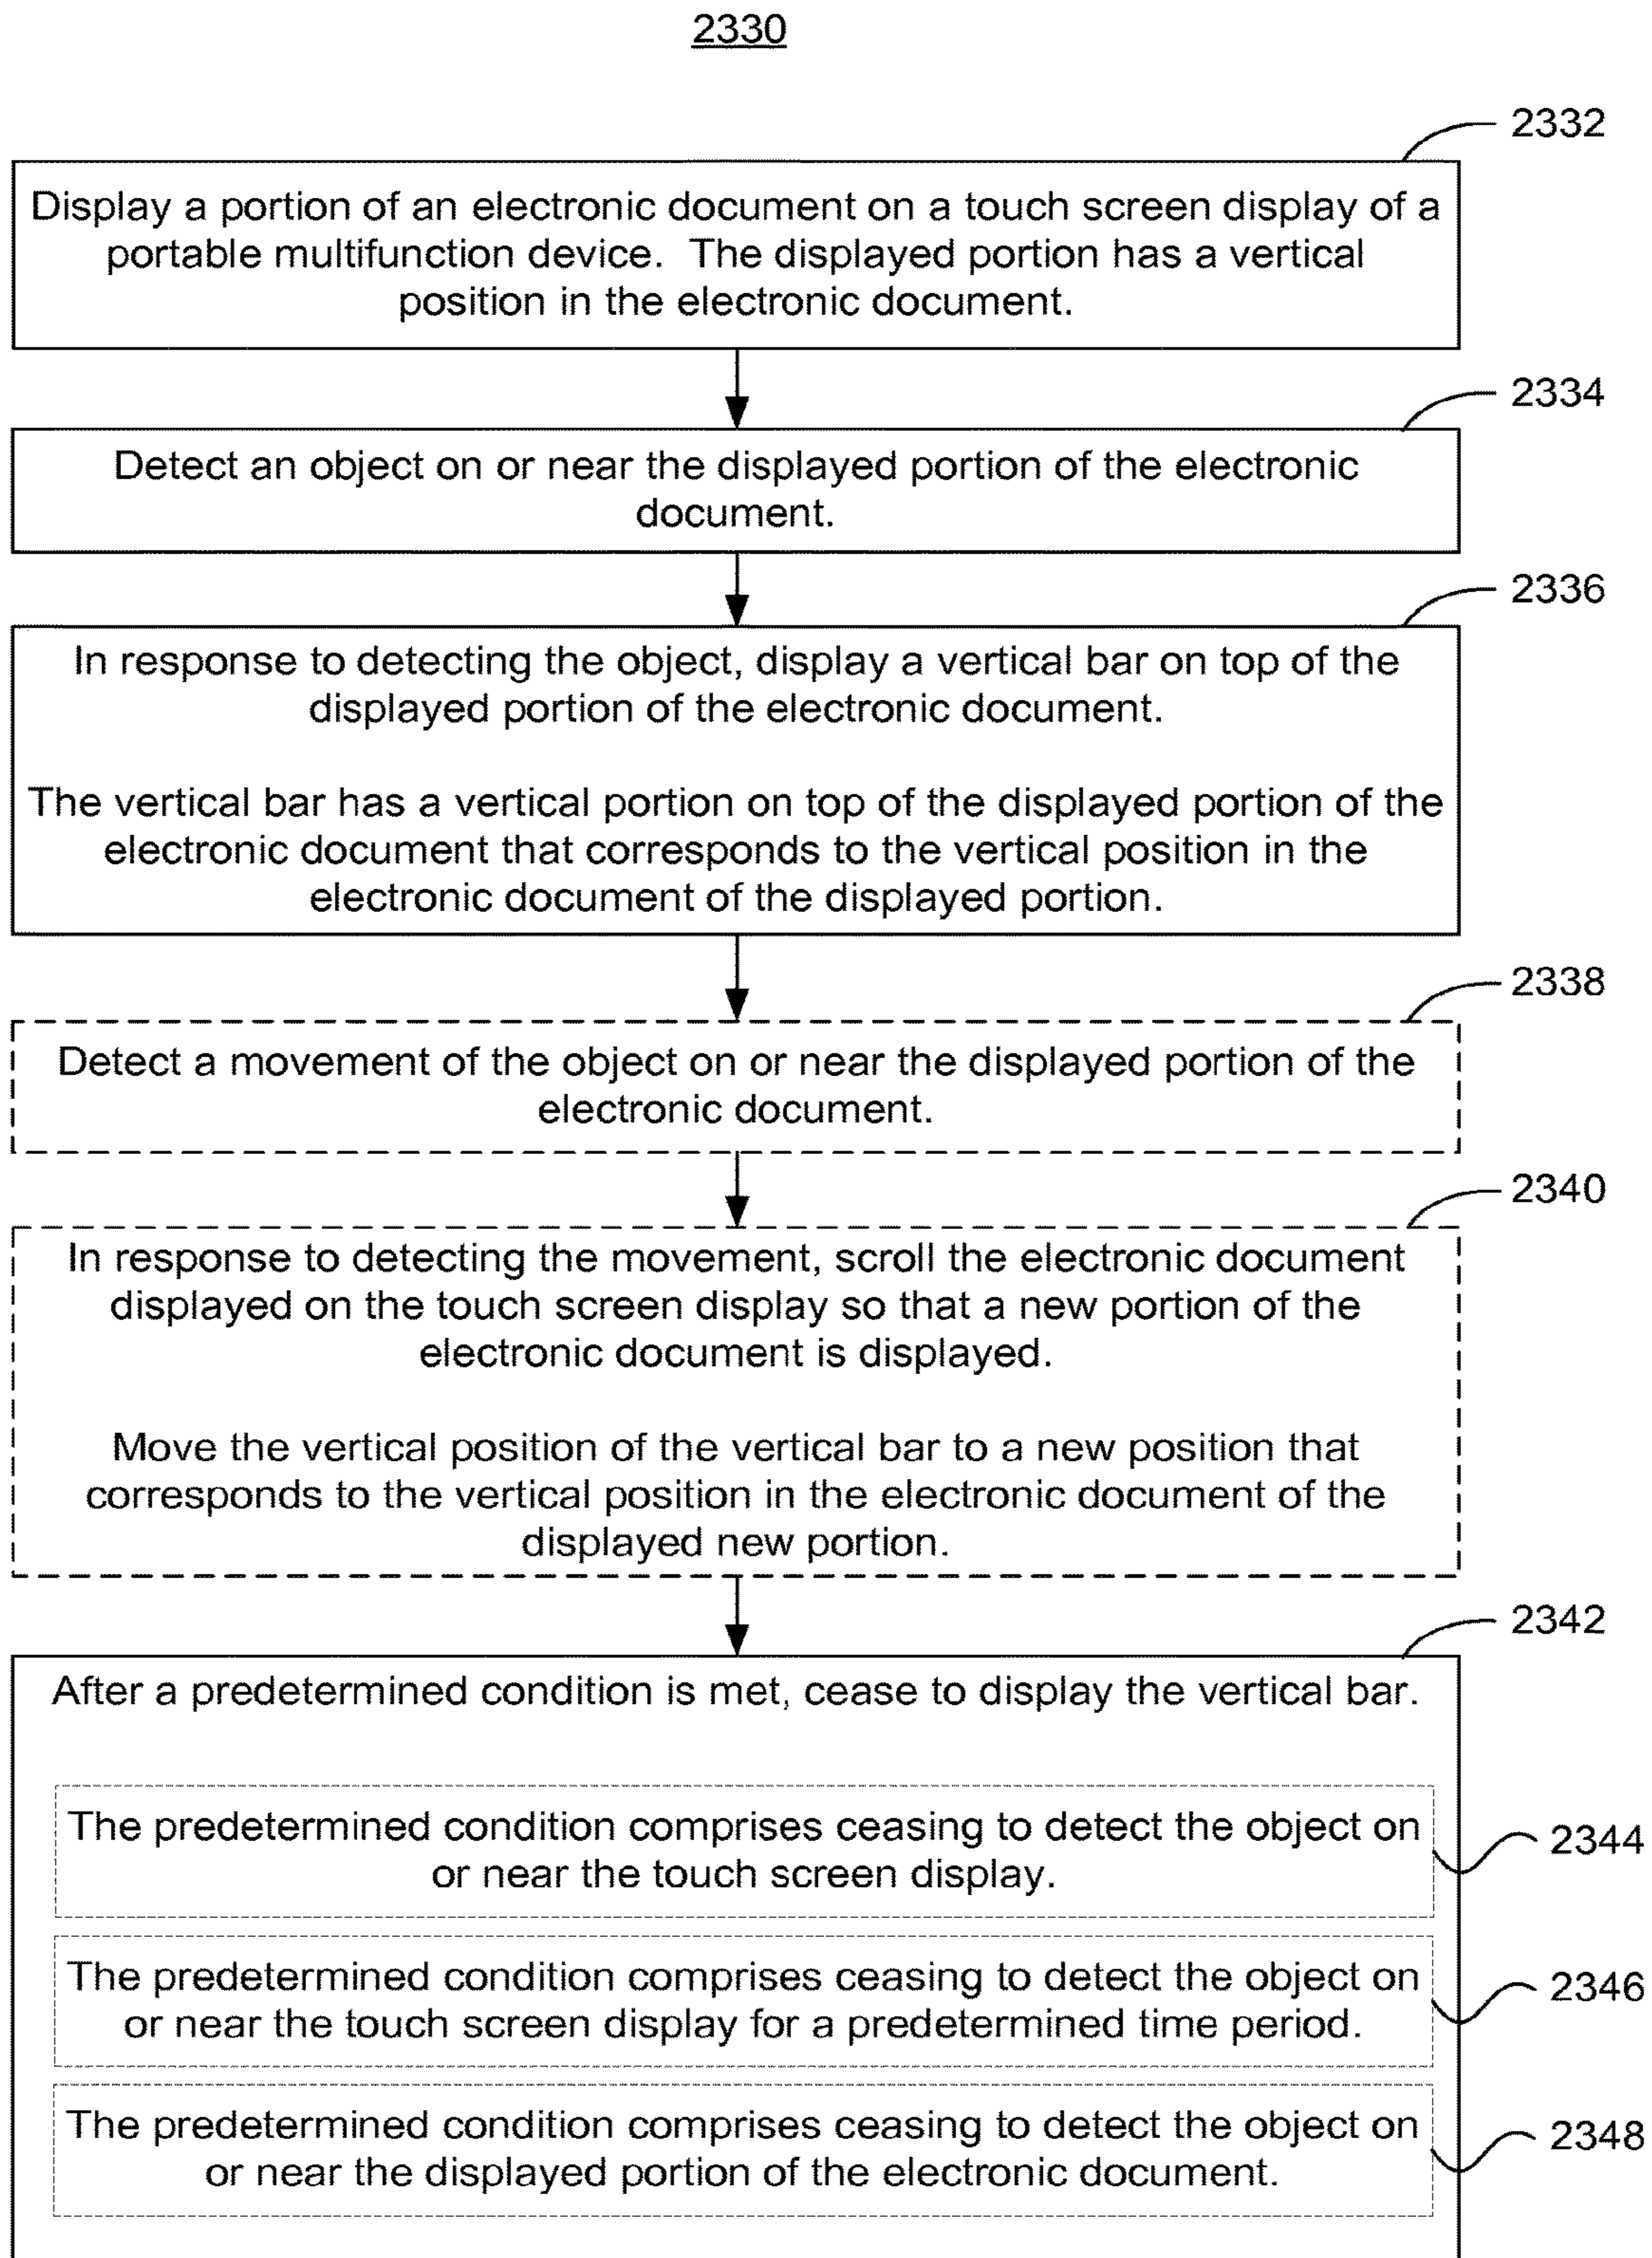 2330
2332
Display a portion of an electronic document on a touch screen display of a
portable multifunction device. The displayed portion has a vertical
position in the electronic document.
2334
Detect an object on or near the displayed portion of the electronic
document.
2336
In response to detecting the object, display a vertical bar on top of the
displayed portion of the electronic document.
The vertical bar has a vertical portion on top of the displayed portion of the
electronic document that corresponds to the vertical position in the
electronic document of the displayed portion.
2338
Detect a movement of the object on or near the displayed portion of the
electronic document.
2340
In response to detecting the movement, scroll the electronic document
displayed on the touch screen display so that a new portion of the
electronic document is displayed.
Move the vertical position of the vertical bar to a new position that
corresponds to the vertical position in the electronic document of the
displayed new portion.
2342
After a predetermined condition is met, cease to display the vertical bar.
The predetermined condition comprises ceasing to detect the object on
or near the touch screen display.
2344
The predetermined condition comprises ceasing to detect the object on
or near the touch screen display for a predetermined time period.
2346
The predetermined condition comprises ceasing to detect the object on
or near the displayed portion of the electronic document.
2348